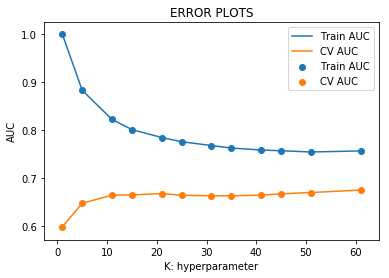 ERROR PLOTS
1.0
0.9
0.8
0.7
0.6
AUC
Train AUC
CV AUC
Train AUC
CV AUC
0 10 20 30 40 50 60
K: hyperparameter